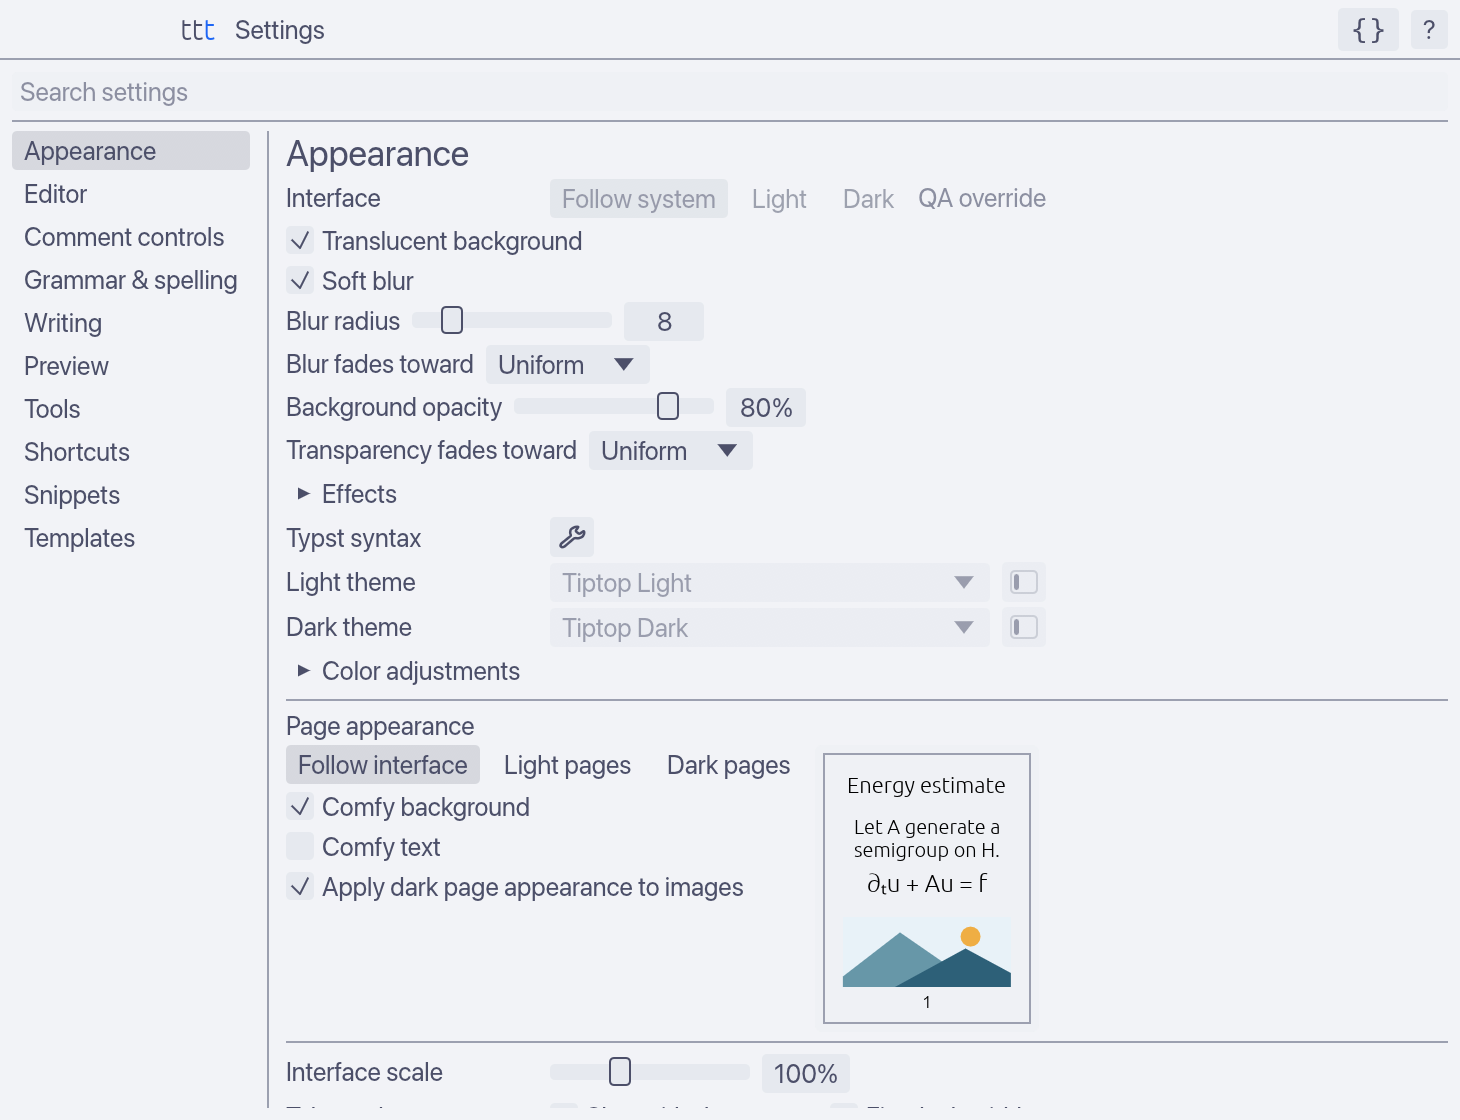 ttt Settings { } ?
Search settings
Appearance
Editor
Comment controls
Grammar & spelling
Writing
Preview
Tools
Shortcuts
Snippets
Templates
Appearance
Interface Follow system Light Dark QA override
Translucent background
Soft blur
Blur radius 8
Blur fades toward Uniform
Background opacity 80%
Transparency fades toward Uniform
Effects
Typst syntax
Light theme Tiptop Light
Dark theme Tiptop Dark
Color adjustments
Page appearance
Follow interface Light pages Dark pages
Comfy background
Comfy text
Apply dark page appearance to images
Energy estimate
Let A generate a
semigroup on H.
∂ₜu + Au = f
1
Interface scale 100%